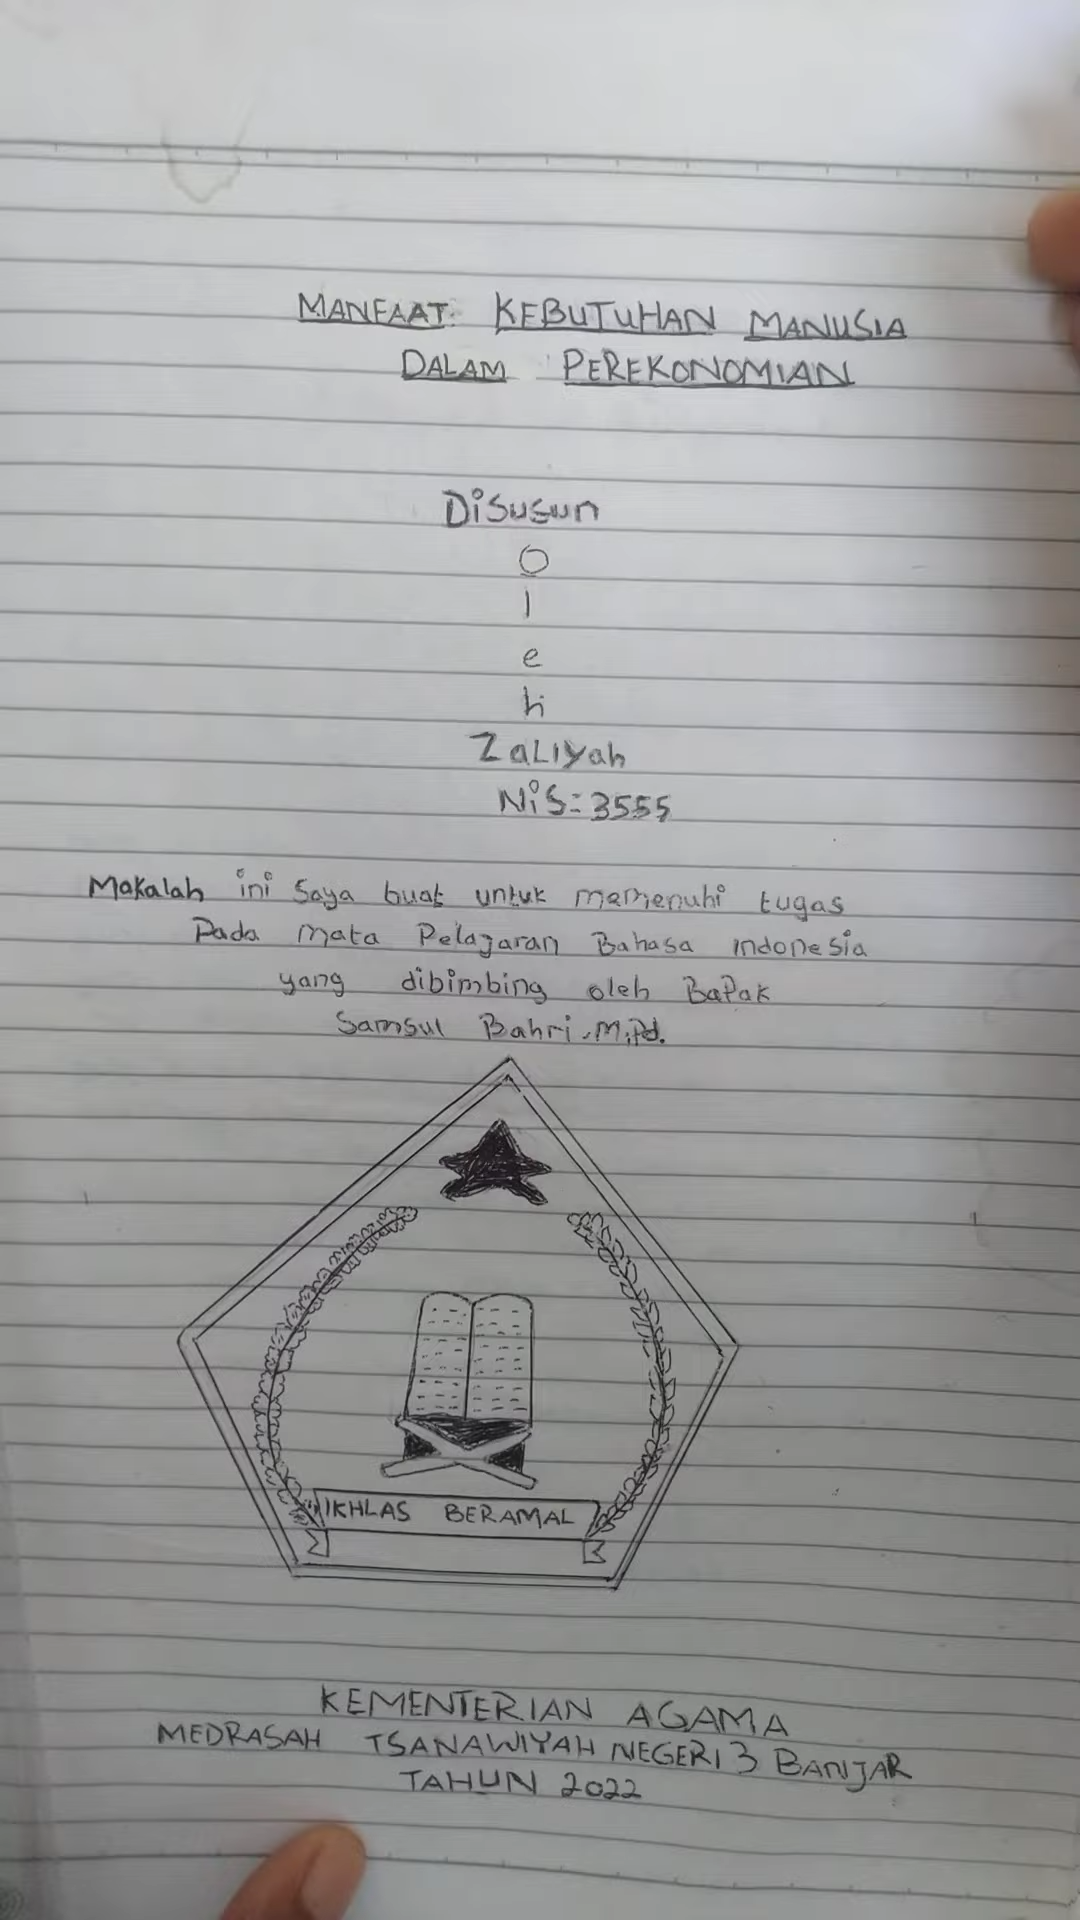 MANFAAT KEBUTUHAN MANUSIA
DALAM PEREKONOMIAN
Disusun
O
l
e
h
Zaliyah
Nis=3555
Makalah ini saya buat untuk memenuhi tugas
Pada mata Pelajaran Bahasa indonesia
yang dibimbing oleh BaPak
Samsul Bahri.M.Pd.
IKHLAS BERAMAL
KEMENTERIAN AGAMA
MEDRASAH TSANAWIYAH NEGERI 3 BANJAR
TAHUN 2022